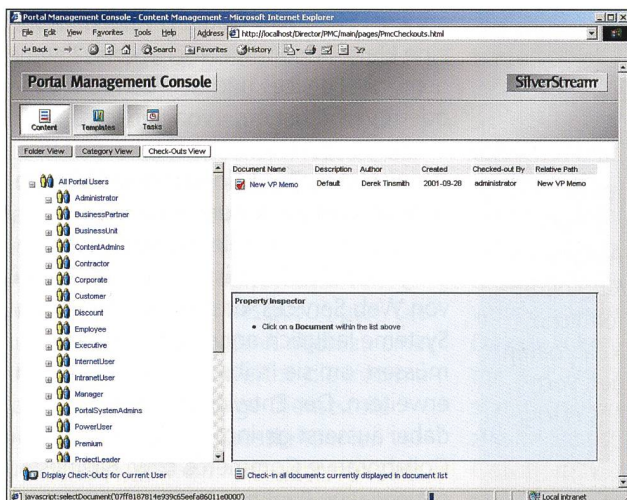 Portal Management Console - Content Management - Microsoft Internet Explorer
File Edit View Favorites Tools Help Address http://localhost/Director/PMC/main/pages/PmcCheckouts.html
Back Search Favorites History
Portal Management Console SilverStream
Content Templates Tasks
Folder View Category View Check-Outs View
All Portal Users
Administrator
BusinessPartner
BusinessUnit
ContentAdmins
Contractor
Corporate
Customer
Discount
Employee
Executive
InternetUser
IntranetUser
Manager
PortalSystemAdmins
PowerUser
Premium
ProjectLeader
Display Check-Outs for Current User
Document Name Description Author Created Checked-out By Relative Path
New VP Memo Default Derek Tinsmith 2001-09-28 administrator New VP Memo
Property Inspector
• Click on a Document within the list above
Check-in all documents currently displayed in document list
javascript:selectDocument('07ff8187814e939c65eefa86011e0000') Local intranet